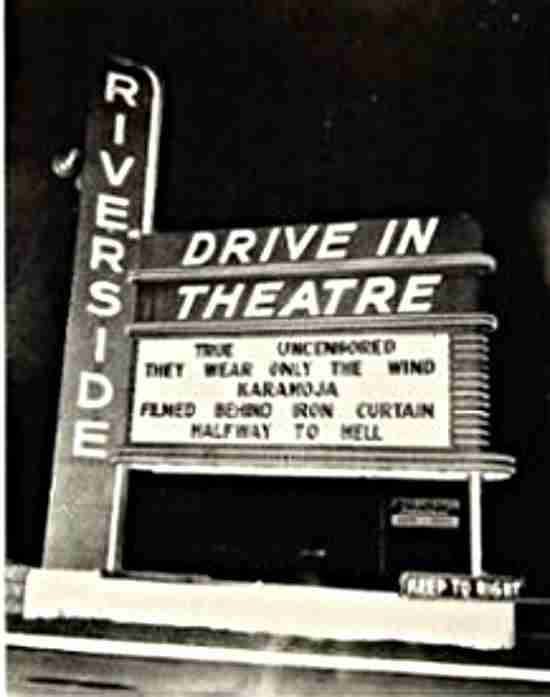 RIVERSIDE
DRIVE IN
THEATRE
TRUE UNCENSORED
THEY WEAR ONLY THE WIND
KARAMOJA
FILMED BEHIND IRON CURTAIN
HALFWAY TO HELL
KEEP TO RIGHT